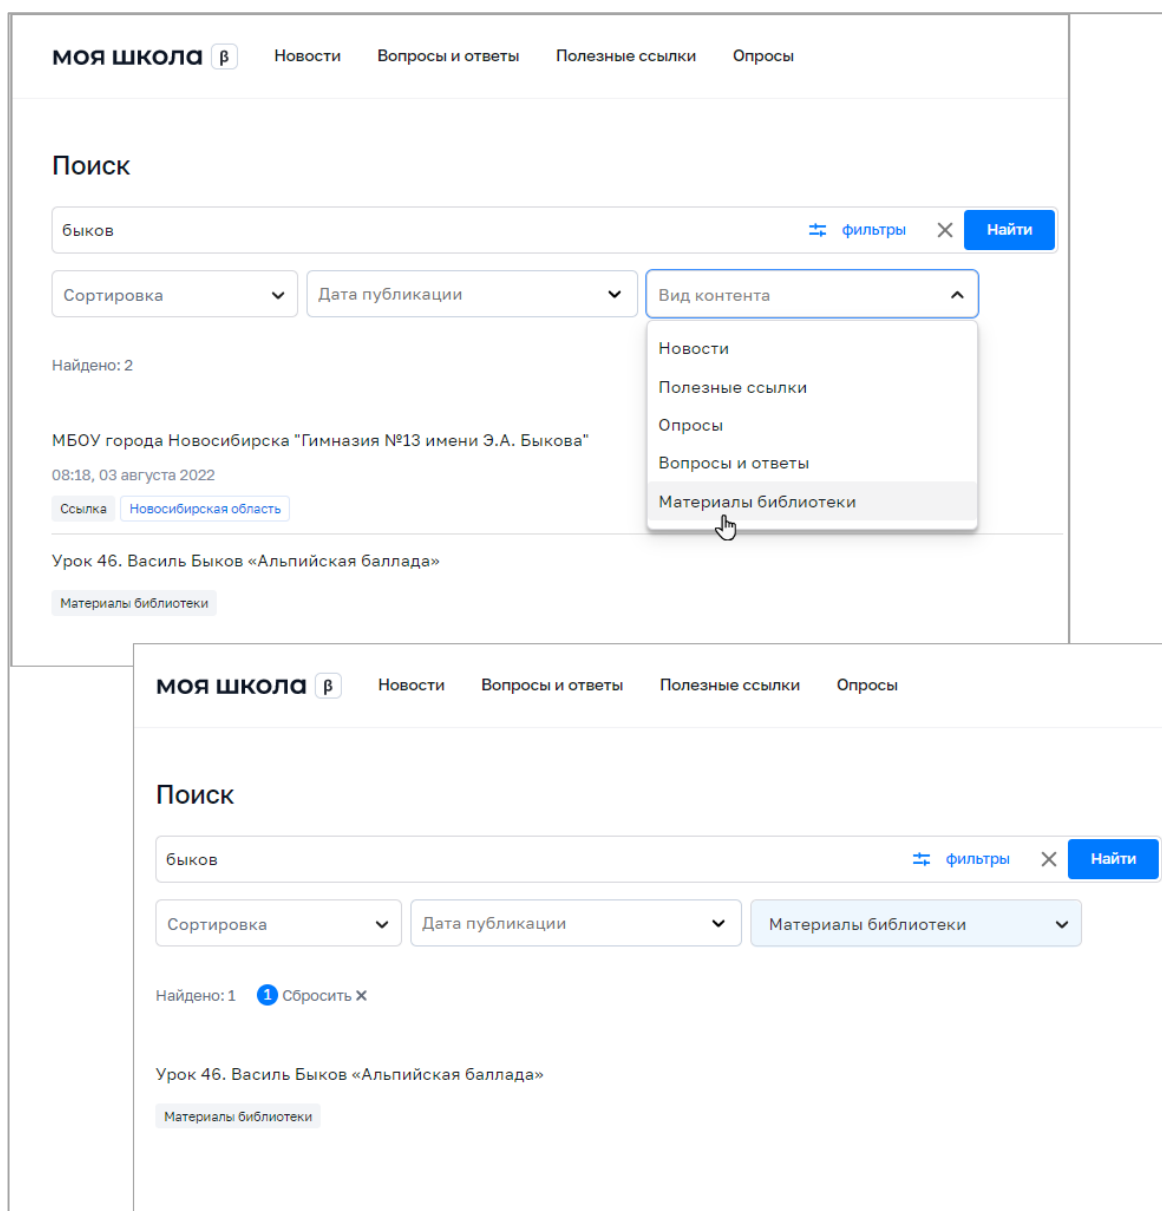 моя школа β Новости Вопросы и ответы Полезные ссылки Опросы
Поиск
быков фильтры Найти
Сортировка Дата публикации Вид контента
Новости
Найдено: 2
Полезные ссылки
Опросы
МБОУ города Новосибирска "Гимназия №13 имени Э.А. Быкова"
Вопросы и ответы
08:18, 03 августа 2022
Материалы библиотеки
Ссылка Новосибирская область
Урок 46. Василь Быков «Альпийская баллада»
Материалы библиотеки
моя школа β Новости Вопросы и ответы Полезные ссылки Опросы
Поиск
быков фильтры Найти
Сортировка Дата публикации Материалы библиотеки
Найдено: 1 1 Сбросить
Урок 46. Василь Быков «Альпийская баллада»
Материалы библиотеки